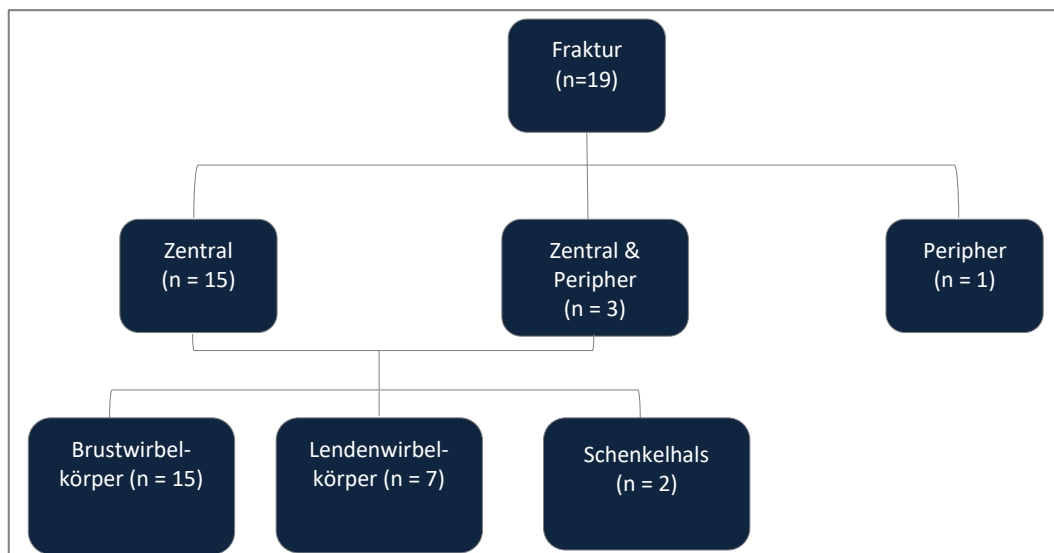 Fraktur
(n=19)
Zentral
(n = 15)
Zentral &
Peripher
(n = 3)
Peripher
(n = 1)
Brustwirbel-
körper (n = 15)
Lendenwirbel-
körper (n = 7)
Schenkelhals
(n = 2)